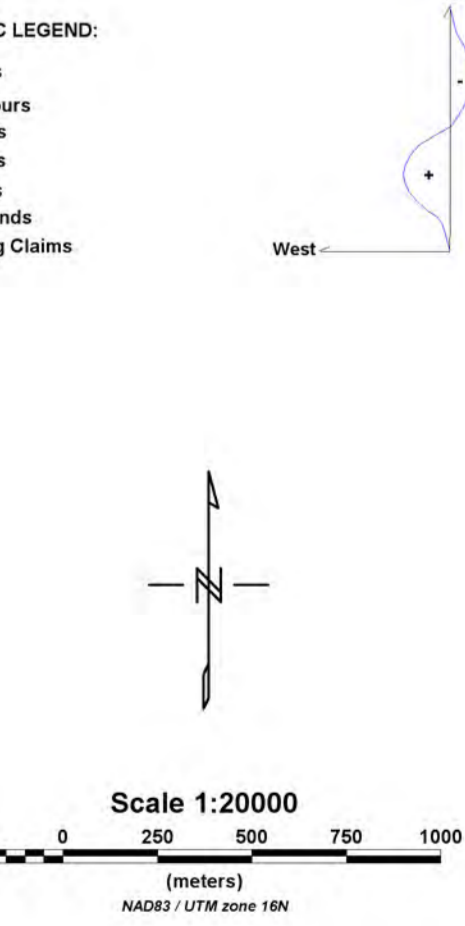 C LEGEND:
s
ours
s
s
s
nds
g Claims
-
+
West
N
Scale 1:20000
0 250 500 750 1000
(meters)
NAD83 / UTM zone 16N